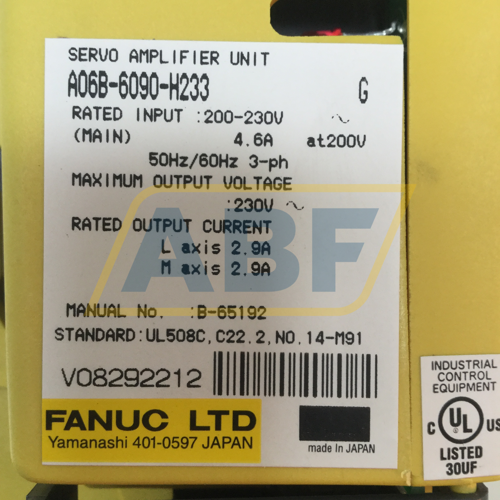 SERVO AMPLIFIER UNIT
A06B-6090-H233 G
RATED INPUT :200-230V ~
(MAIN) 4.6A at200V
50Hz/60Hz 3-ph
MAXIMUM OUTPUT VOLTAGE
:230V ~
RATED OUTPUT CURRENT
L axis 2.9A
M axis 2.9A
ABF
MANUAL No. :B-65192
STANDARD:UL508C,C22.2,NO.14-M91
V08292212
FANUC LTD
Yamanashi 401-0597 JAPAN
made In JAPAN
INDUSTRIAL
CONTROL
EQUIPMENT
C UL US
LISTED
30UF